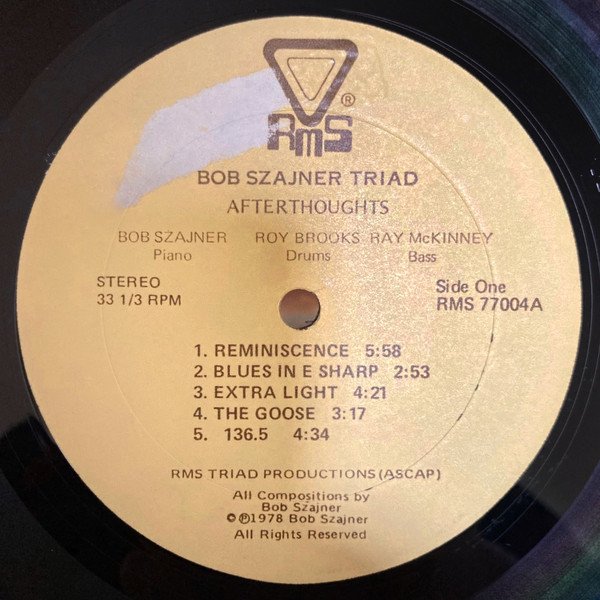 ®
RMS
BOB SZAJNER TRIAD
AFTERTHOUGHTS
BOB SZAJNER ROY BROOKS RAY McKINNEY
Piano Drums Bass
STEREO Side One
33 1/3 RPM RMS 77004A
1. REMINISCENCE 5:58
2. BLUES IN E SHARP 2:53
3. EXTRA LIGHT 4:21
4. THE GOOSE 3:17
5. 136.5 4:34
RMS TRIAD PRODUCTIONS (ASCAP)
All Compositions by
Bob Szajner
©℗1978 Bob Szajner
All Rights Reserved